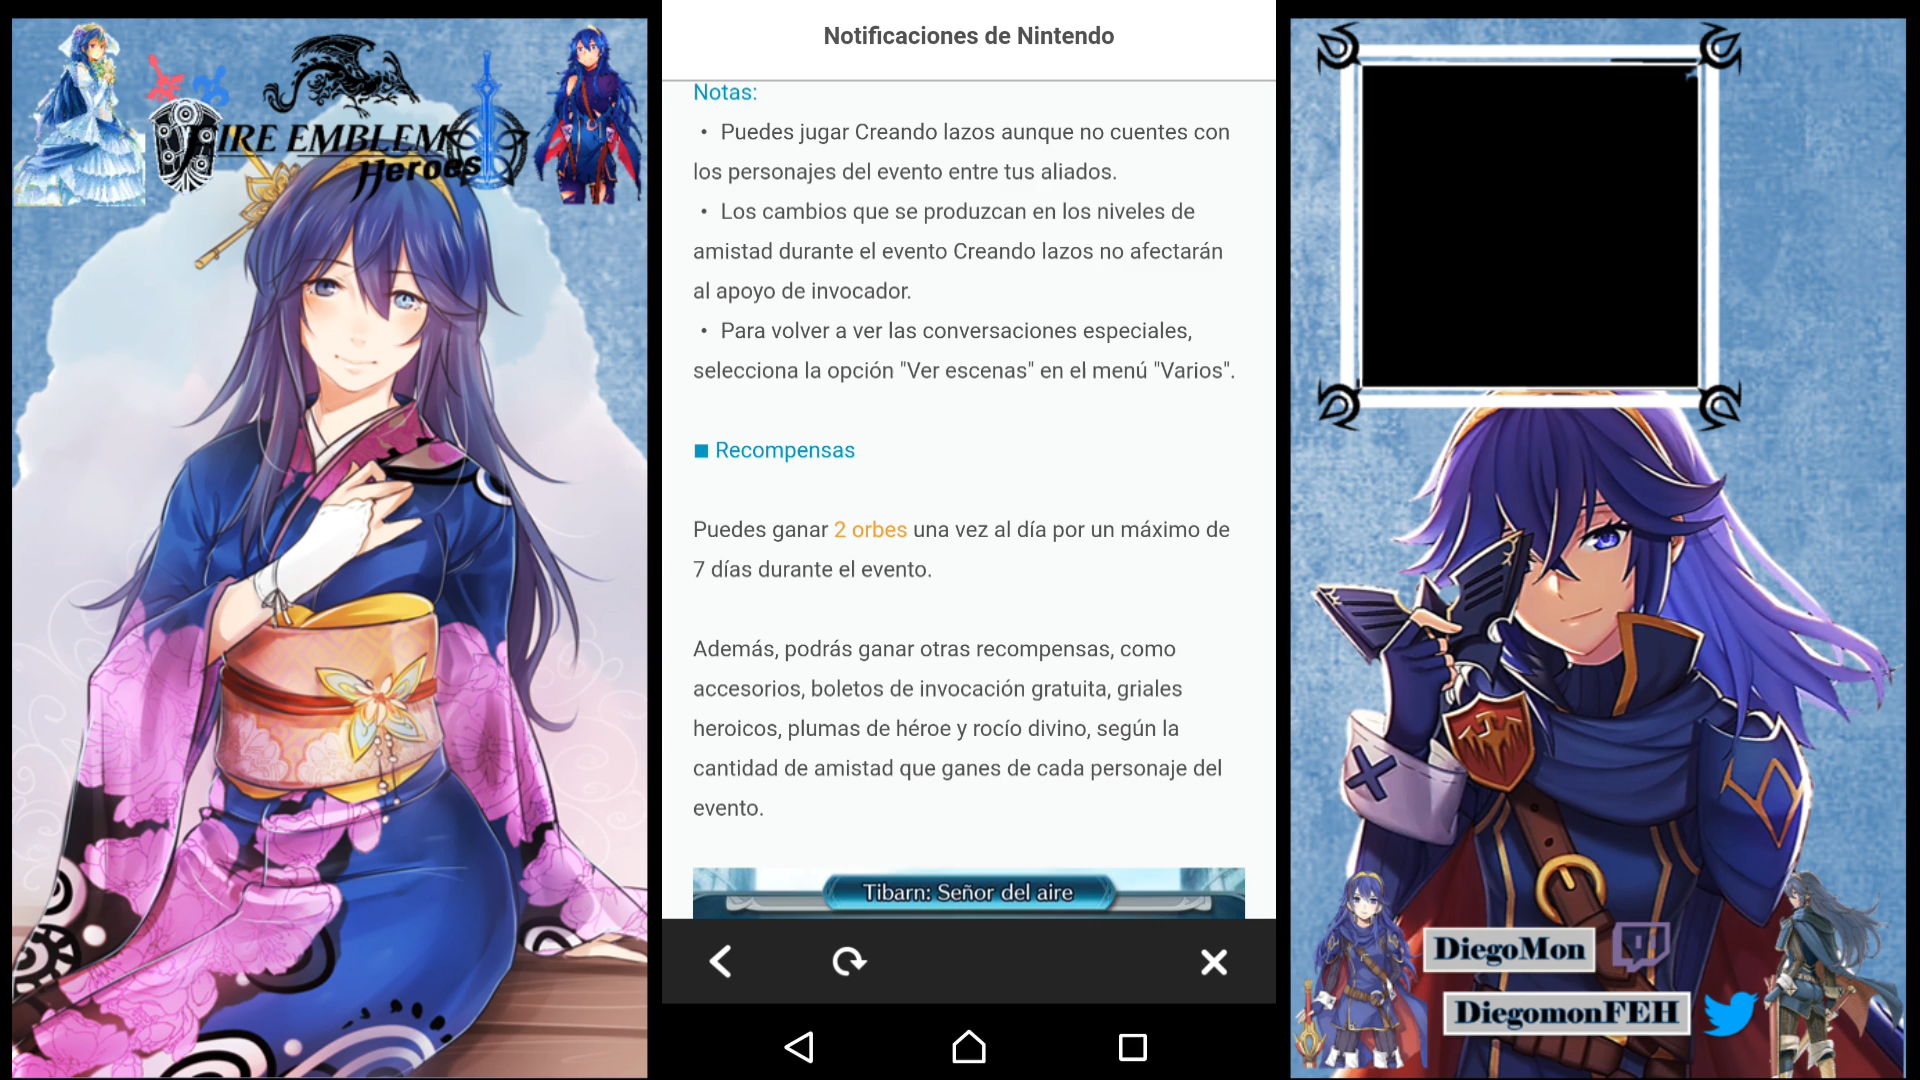 FIRE EMBLEM
Heroes
Notificaciones de Nintendo
Notas:
• Puedes jugar Creando lazos aunque no cuentes con
los personajes del evento entre tus aliados.
• Los cambios que se produzcan en los niveles de
amistad durante el evento Creando lazos no afectarán
al apoyo de invocador.
• Para volver a ver las conversaciones especiales,
selecciona la opción "Ver escenas" en el menú "Varios".
■ Recompensas
Puedes ganar 2 orbes una vez al día por un máximo de
7 días durante el evento.
Además, podrás ganar otras recompensas, como
accesorios, boletos de invocación gratuita, griales
heroicos, plumas de héroe y rocío divino, según la
cantidad de amistad que ganes de cada personaje del
evento.
Tibarn: Señor del aire
DiegoMon
DiegomonFEH